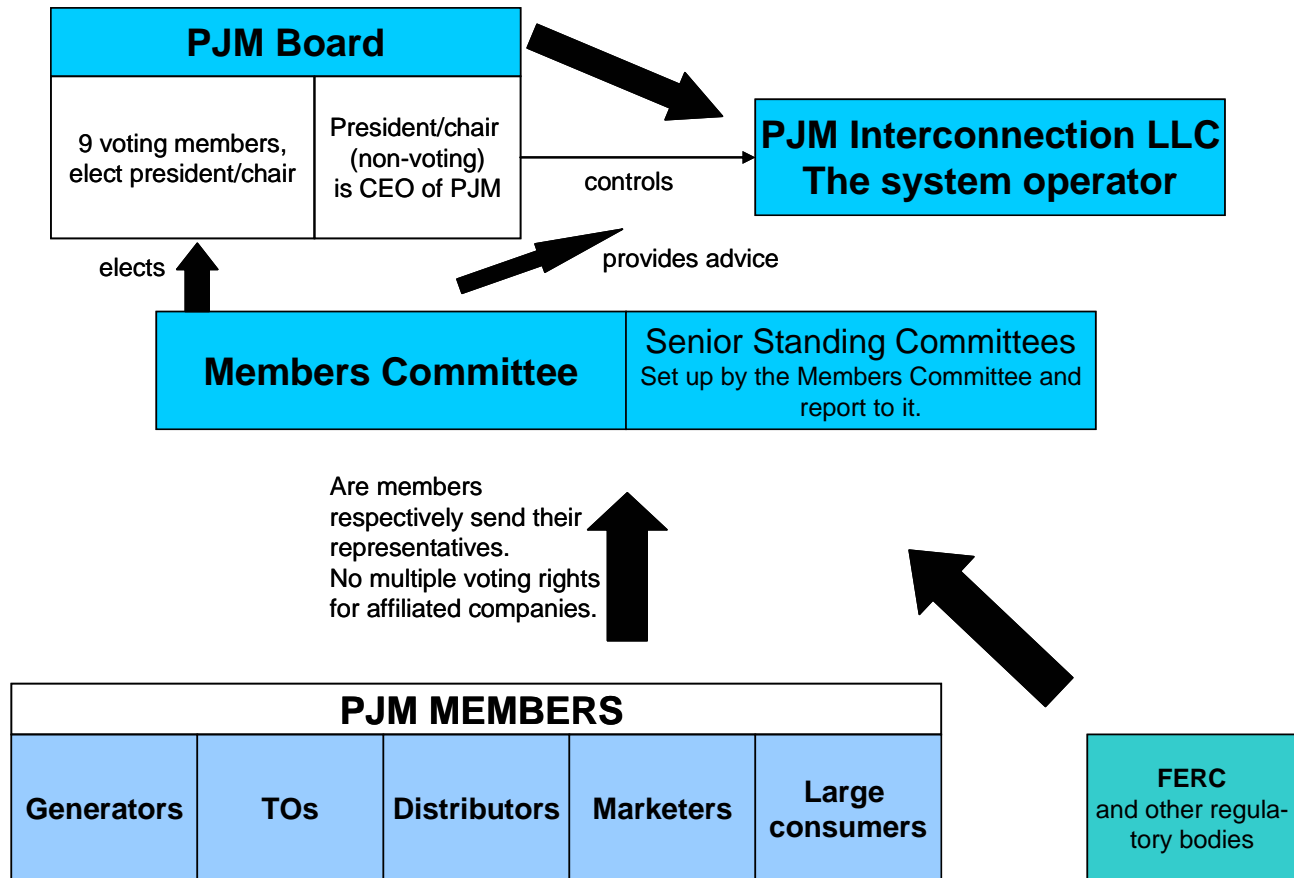 PJM Board
9 voting members,
elect president/chair
President/chair
(non-voting)
is CEO of PJM
controls
PJM Interconnection LLC
The system operator
elects
provides advice
Members Committee
Senior Standing Committees
Set up by the Members Committee and
report to it.
Are members
respectively send their
representatives.
No multiple voting rights
for affiliated companies.
PJM MEMBERS
Generators
TOs
Distributors
Marketers
Large
consumers
FERC
and other regula-
tory bodies